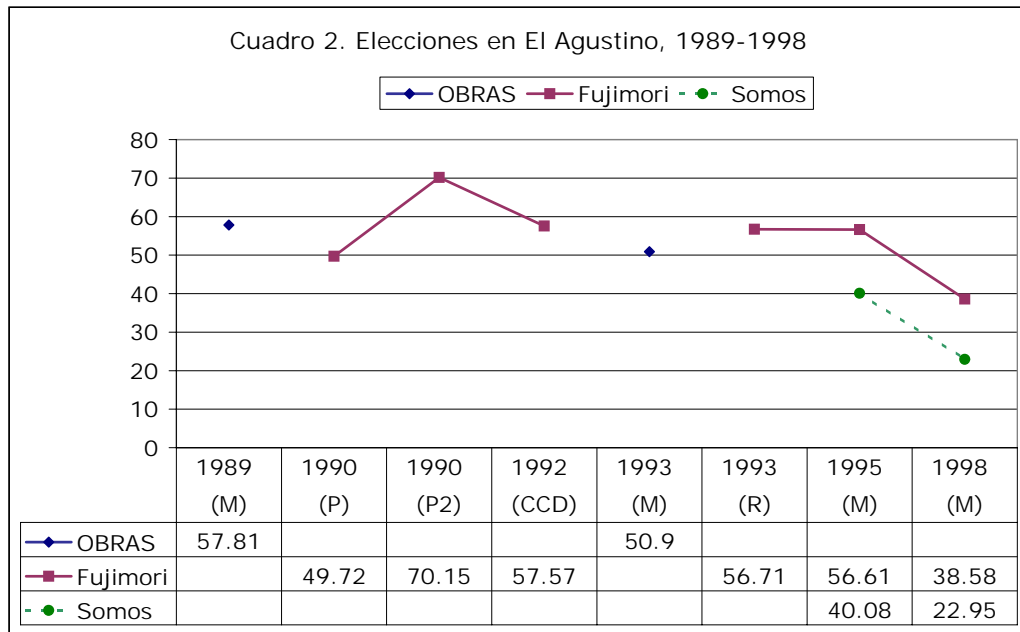 Cuadro 2. Elecciones en El Agustino, 1989-1998
OBRAS Fujimori Somos
80
70
60
50
40
30
20
10
0
1989 1990 1990 1992 1993 1993 1995 1998
(M) (P) (P2) (CCD) (M) (R) (M) (M)
OBRAS 57.81 50.9
Fujimori 49.72 70.15 57.57 56.71 56.61 38.58
Somos 40.08 22.95